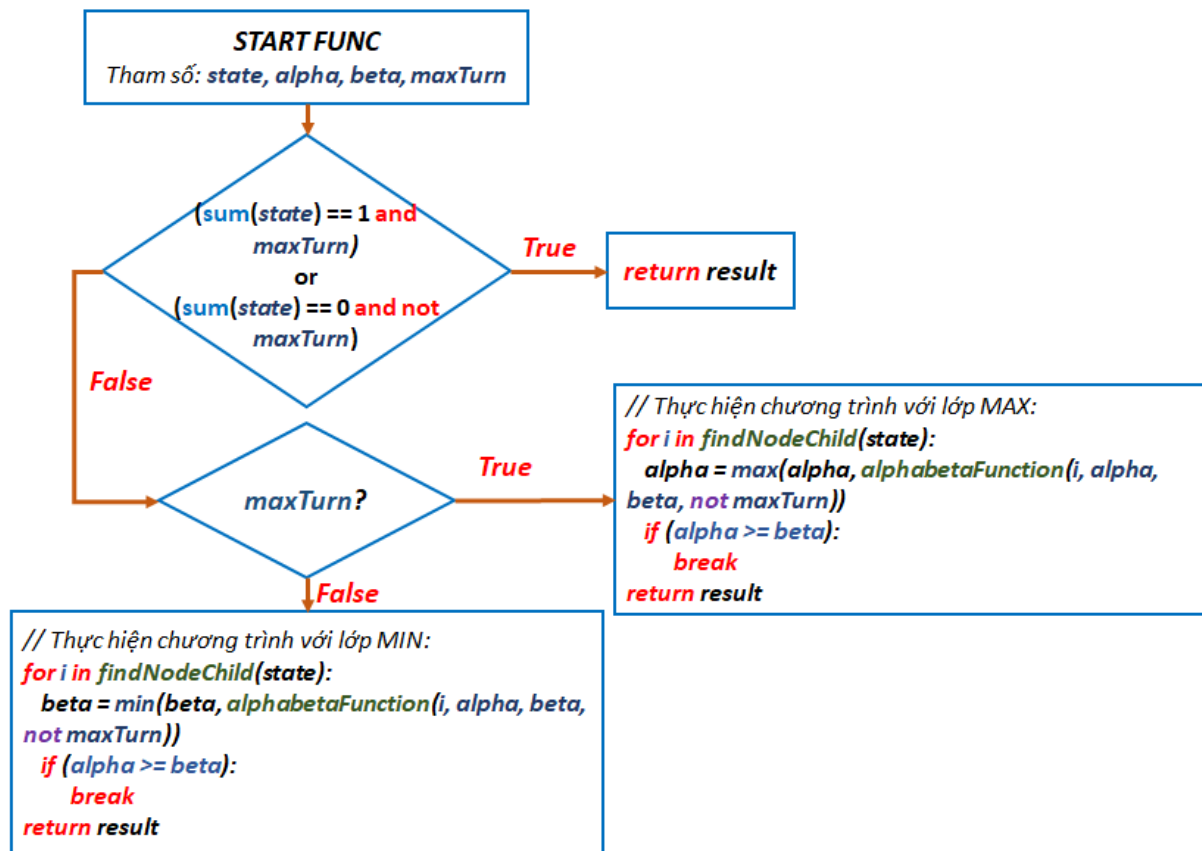 START FUNC
Tham số: state, alpha, beta, maxTurn
(sum(state) == 1 and
maxTurn)
or
(sum(state) == 0 and not
maxTurn)
True
return result
False
maxTurn?
True
// Thực hiện chương trình với lớp MAX:
for i in findNodeChild(state):
alpha = max(alpha, alphabetaFunction(i, alpha,
beta, not maxTurn))
if (alpha >= beta):
break
return result
False
// Thực hiện chương trình với lớp MIN:
for i in findNodeChild(state):
beta = min(beta, alphabetaFunction(i, alpha, beta,
not maxTurn))
if (alpha >= beta):
break
return result